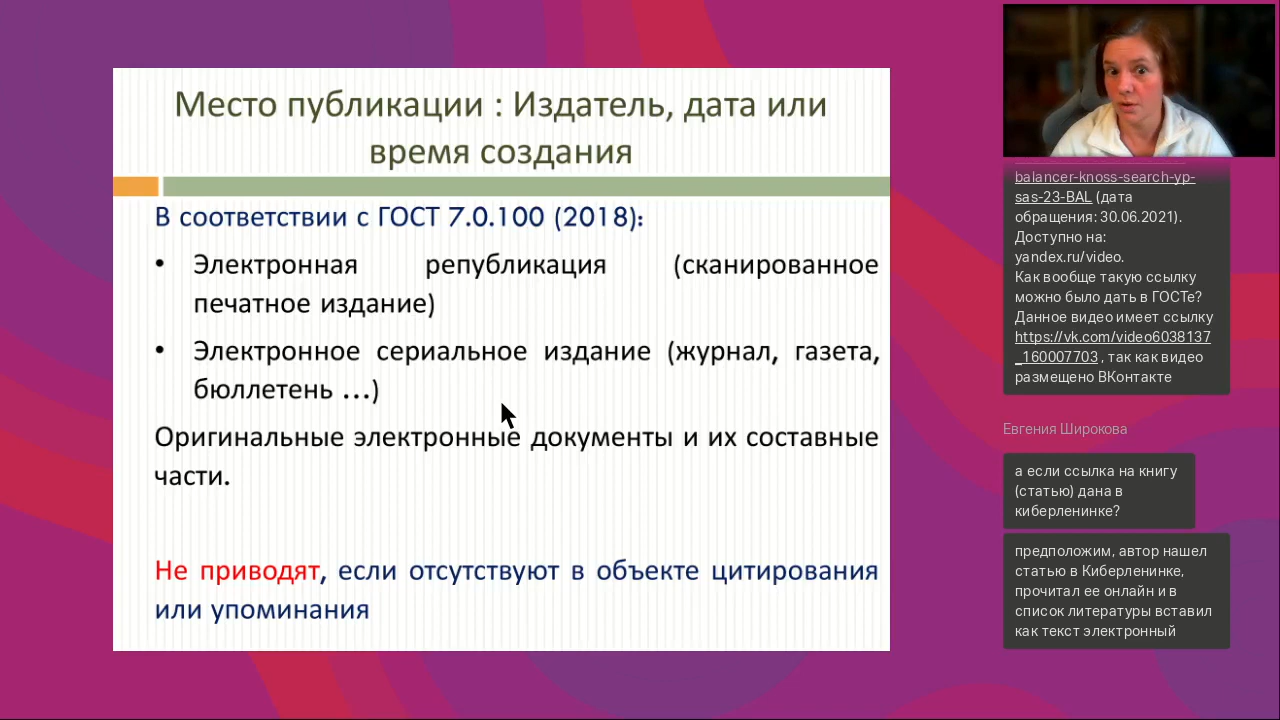 Место публикации : Издатель, дата или
время создания
В соответствии с ГОСТ 7.0.100 (2018):
• Электронная републикация (сканированное
печатное издание)
• Электронное сериальное издание (журнал, газета,
бюллетень ...)
Оригинальные электронные документы и их составные
части.
Не приводят, если отсутствуют в объекте цитирования
или упоминания
balancer-knoss-search-yp-
sas-23-BAL (дата
обращения: 30.06.2021).
Доступно на:
yandex.ru/video.
Как вообще такую ссылку
можно было дать в ГОСТе?
Данное видео имеет ссылку
https://vk.com/video6038137
_160007703 , так как видео
размещено ВКонтакте
Евгения Широкова
а если ссылка на книгу
(статью) дана в
киберленинке?
предположим, автор нашел
статью в Киберленинке,
прочитал ее онлайн и в
список литературы вставил
как текст электронный